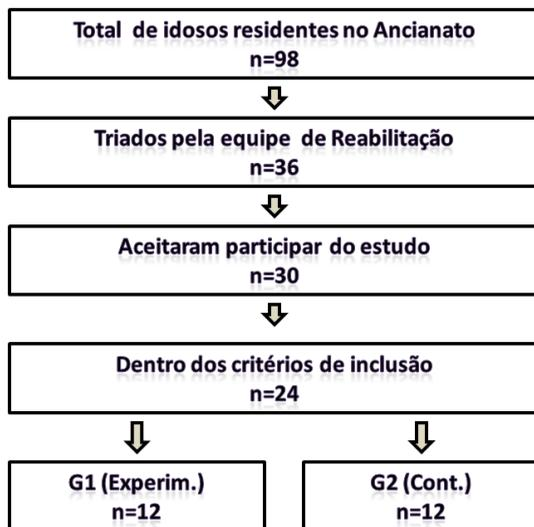 Total de idosos residentes no Ancianato
n=98
Triados pela equipe de Reabilitação
n=36
Aceitaram participar do estudo
n=30
Dentro dos critérios de inclusão
n=24
G1 (Experim.)
n=12
G2 (Cont.)
n=12